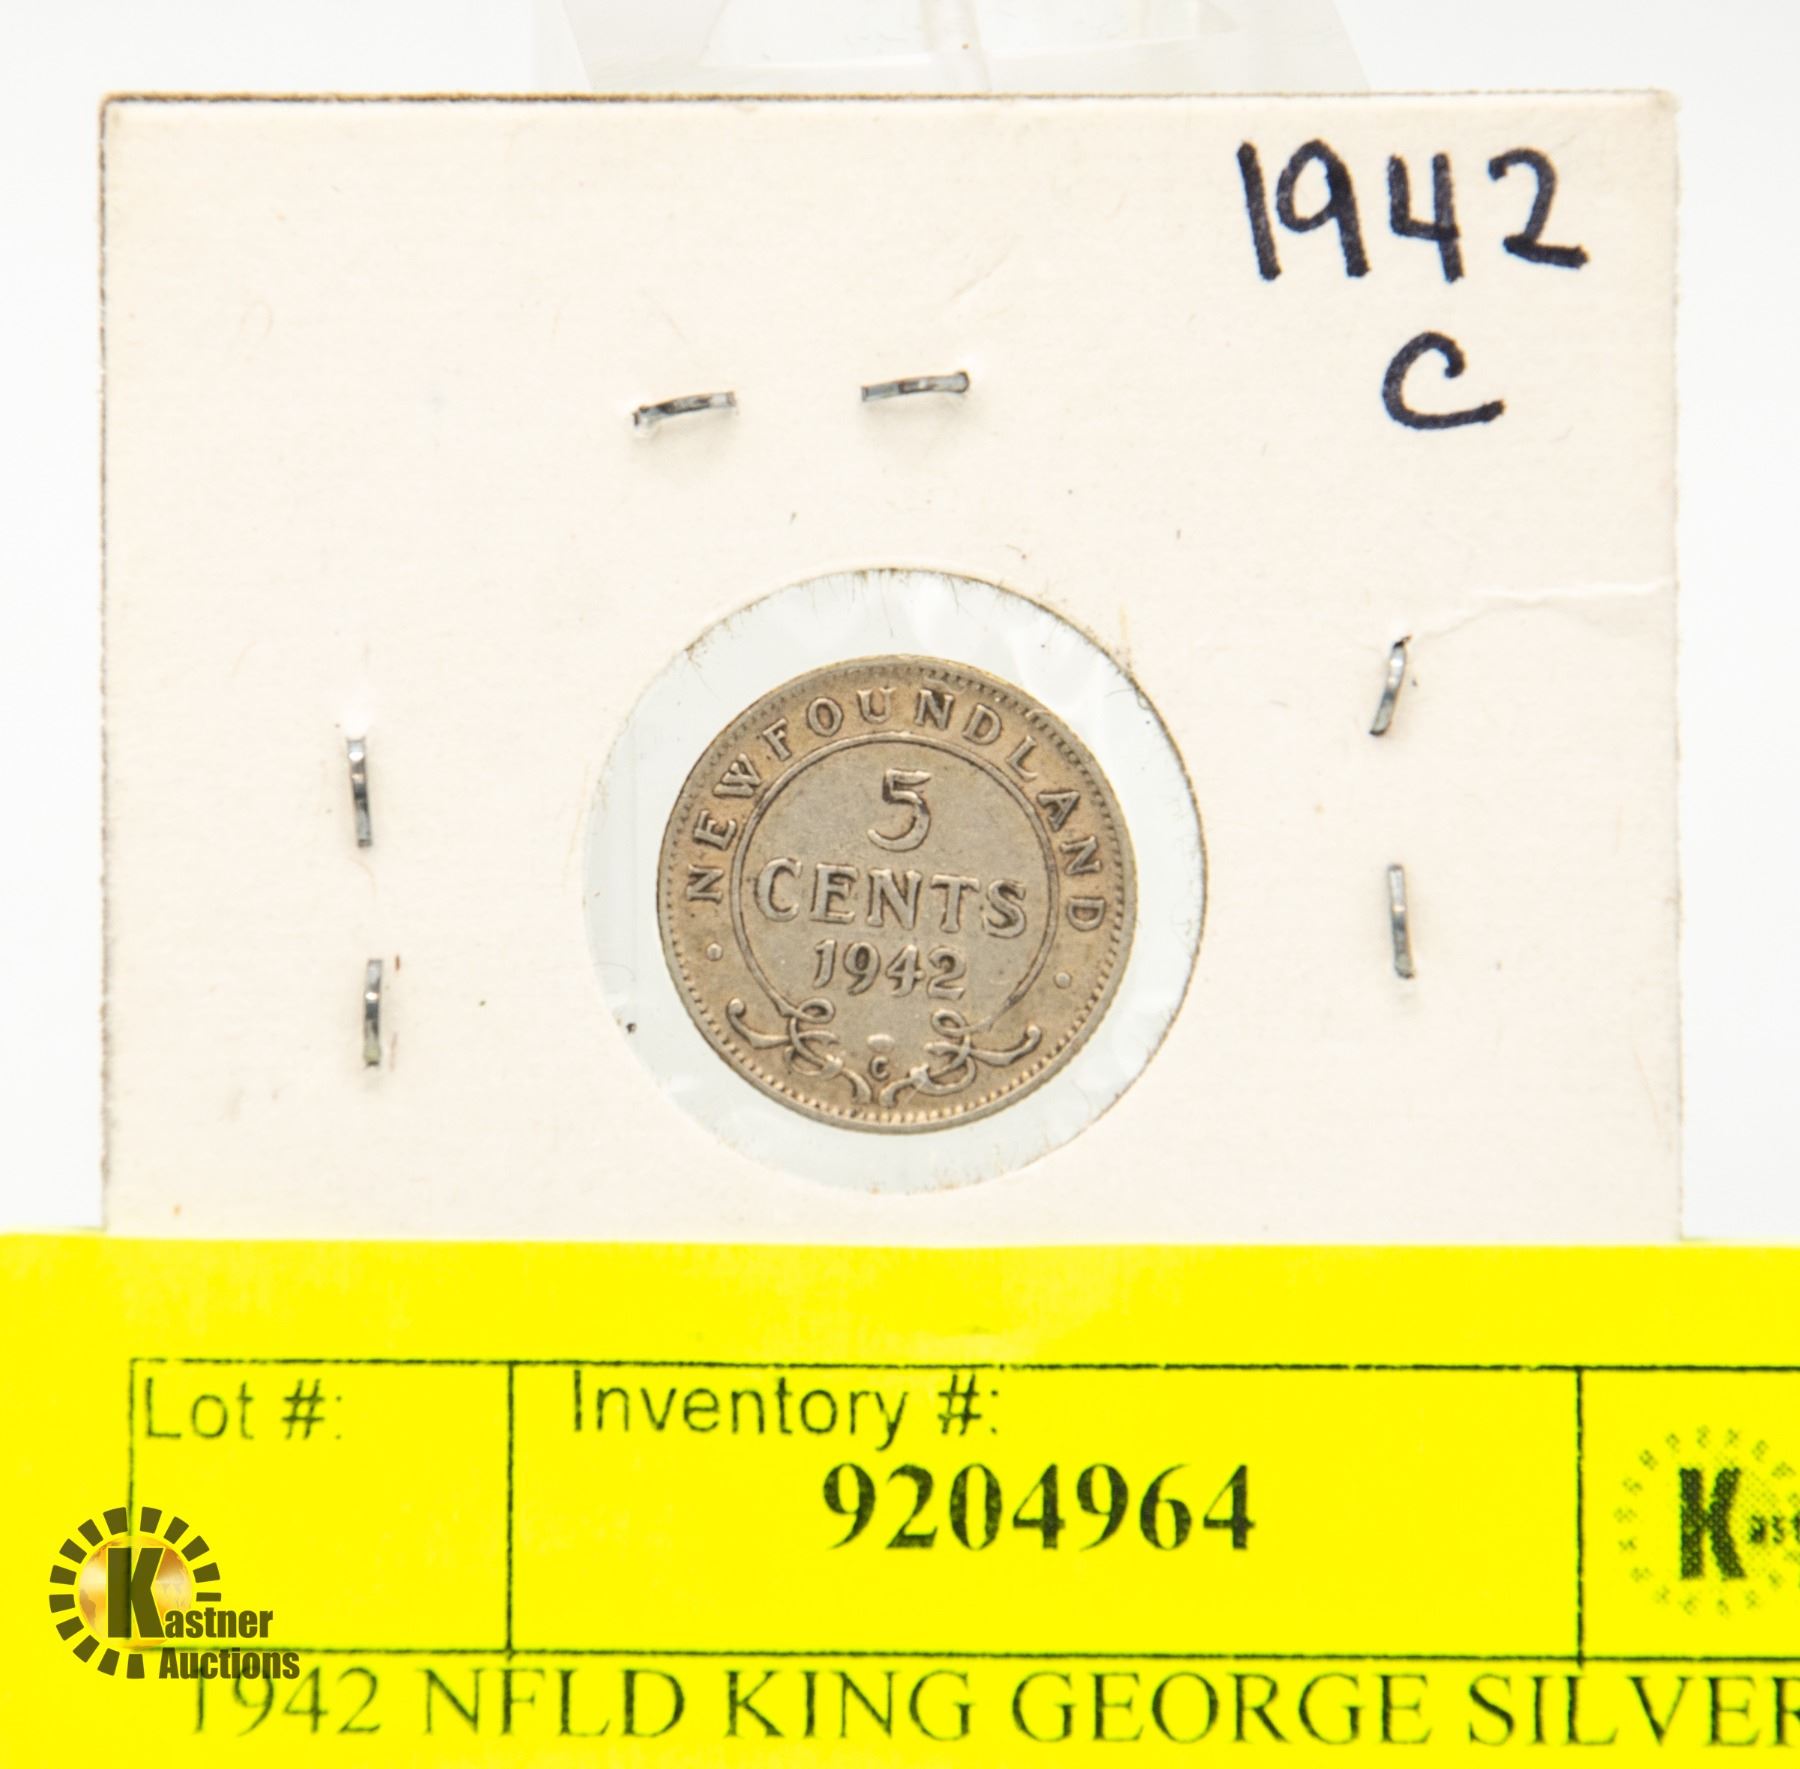 1942
C
NEWFOUNDLAND
5
CENTS
1942
C
Lot #:
Inventory #:
9204964
Kastner
Auctions
1942 NFLD KING GEORGE SILVER